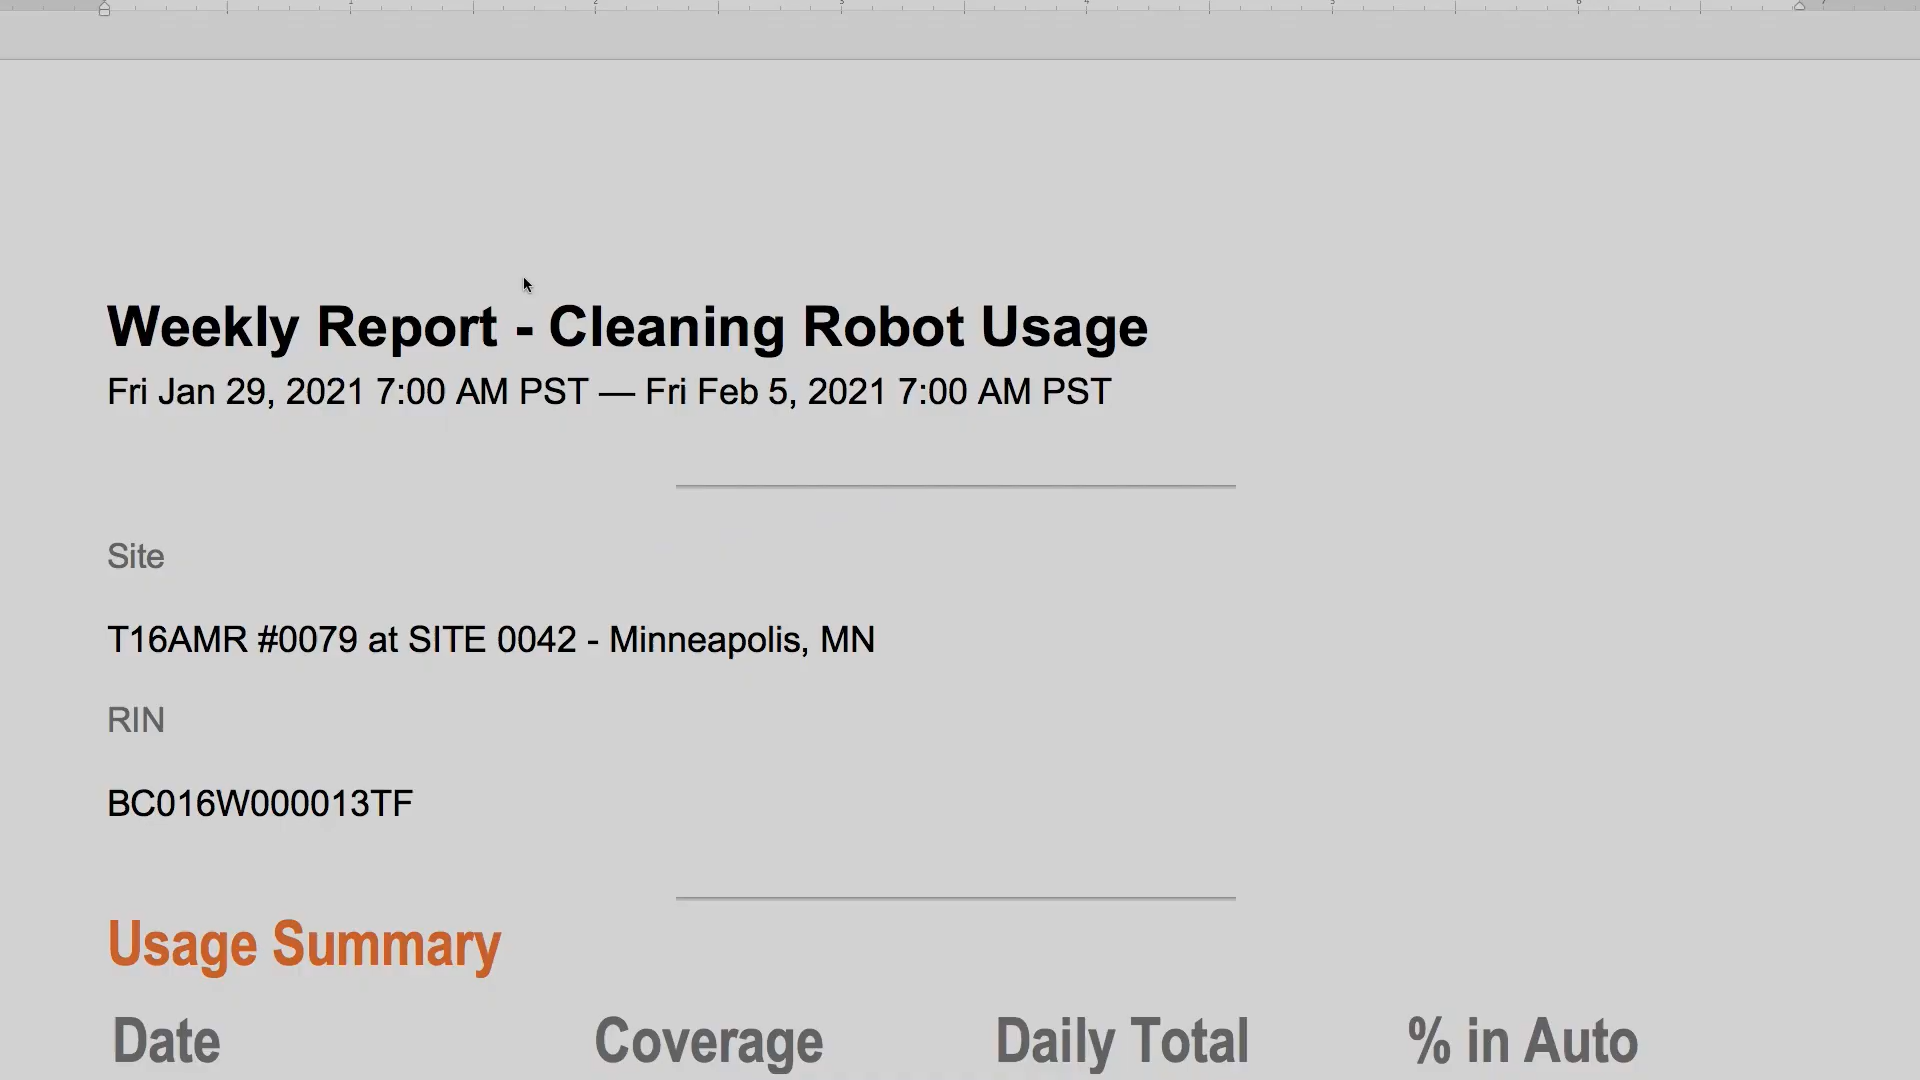 Weekly Report - Cleaning Robot Usage
Fri Jan 29, 2021 7:00 AM PST — Fri Feb 5, 2021 7:00 AM PST
Site
T16AMR #0079 at SITE 0042 - Minneapolis, MN
RIN
BC016W000013TF
Usage Summary
Date Coverage Daily Total % in Auto